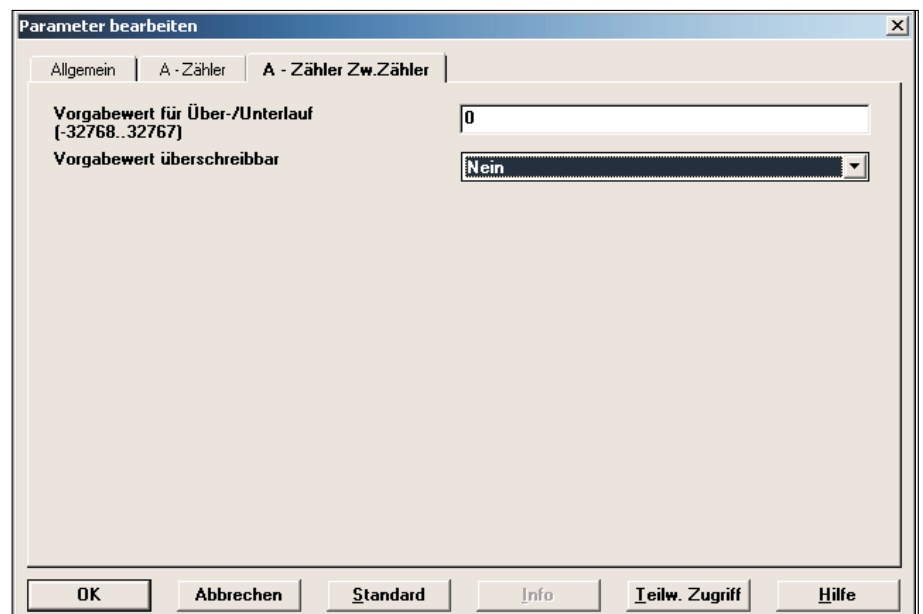 Parameter bearbeiten
Allgemein
A - Zähler
A - Zähler Zw.Zähler
Vorgabewert für Über-/Unterlauf
(-32768..32767)
0
Vorgabewert überschreibbar
Nein
OK
Abbrechen
Standard
Info
Teilw. Zugriff
Hilfe